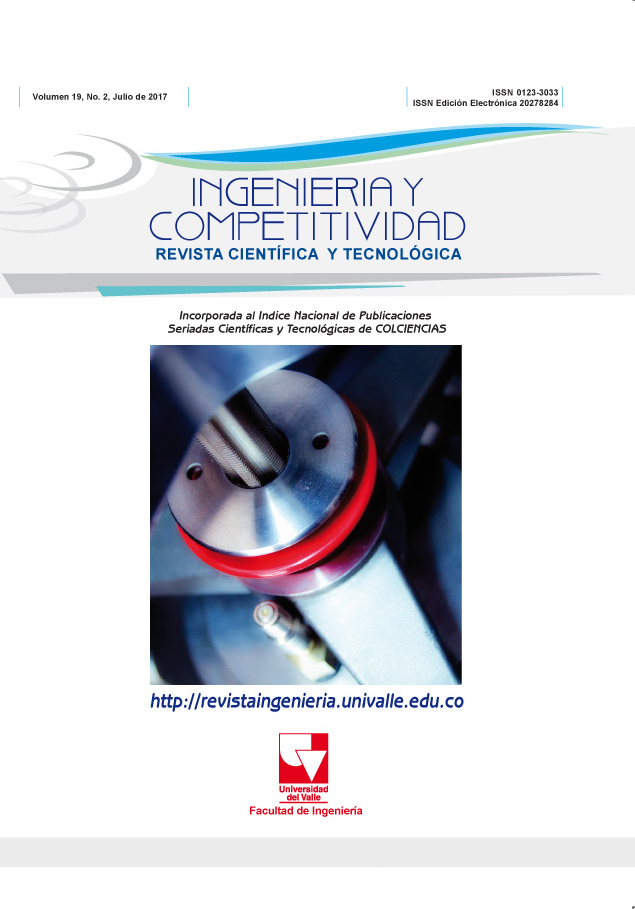 Volumen 19, No. 2, Julio de 2017
ISSN 0123-3033
ISSN Edición Electrónica 20278284
INGENIERIA Y
COMPETITIVIDAD
REVISTA CIENTÍFICA Y TECNOLÓGICA
Incorporada al Indice Nacional de Publicaciones
Seriadas Científicas y Tecnológicas de COLCIENCIAS
http://revistaingenieria.univalle.edu.co
Universidad
del Valle
Facultad de Ingeniería